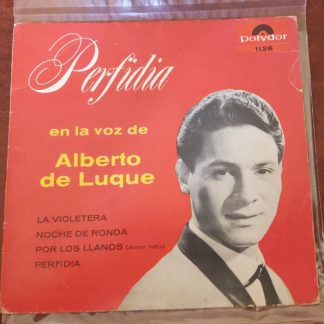 Perfidia
polydor
1126
en la voz de
Alberto
de Luque
LA VIOLETERA
NOCHE DE RONDA
POR LOS LLANOS (Amor indio)
PERFIDIA